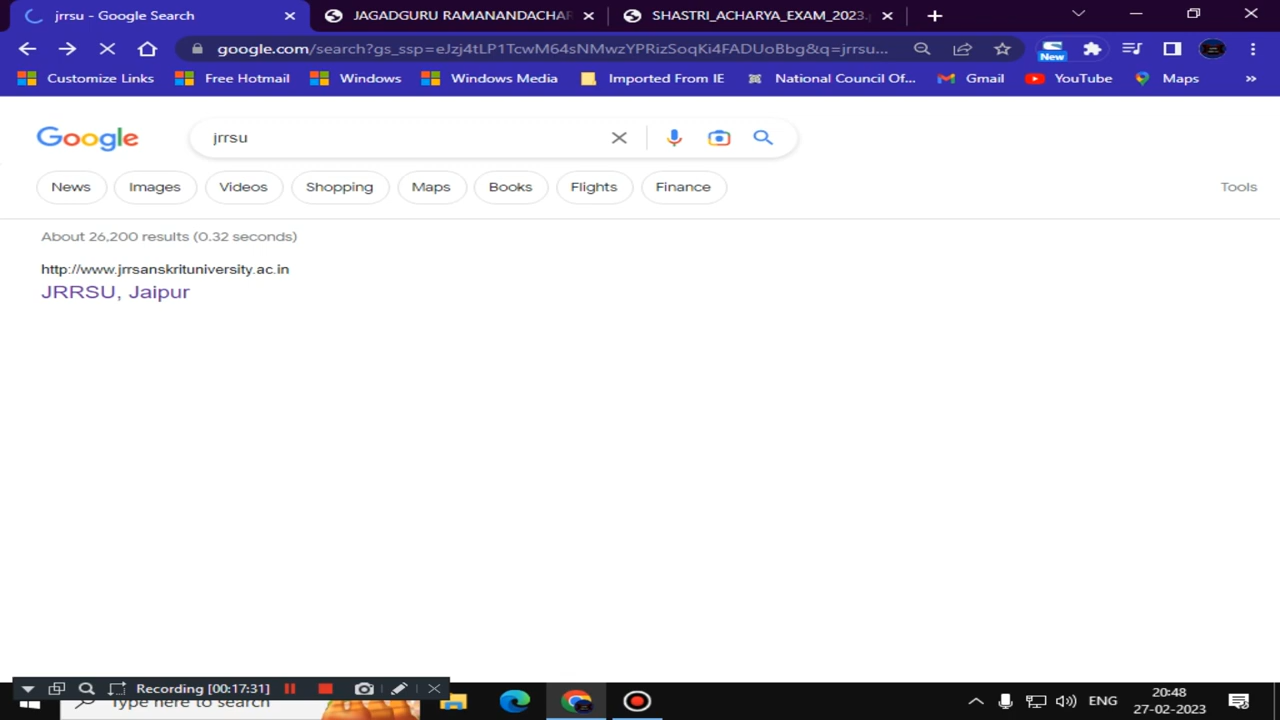 jrrsu - Google Search
JAGADGURU RAMANANDACHAR
SHASTRI_ACHARYA_EXAM_2023.p
google.com/search?gs_ssp=eJzj4tLP1TcwM64sNMwzYPRizSoqKi4FADUoBbg&q=jrrsu...
New
Customize Links
Free Hotmail
Windows
Windows Media
Imported From IE
National Council Of...
Gmail
YouTube
Maps
»
Google
jrrsu
News
Images
Videos
Shopping
Maps
Books
Flights
Finance
Tools
About 26,200 results (0.32 seconds)
http://www.jrrsanskrituniversity.ac.in
JRRSU, Jaipur
Recording [00:17:31]
Type here to search
ENG
20:48
27-02-2023